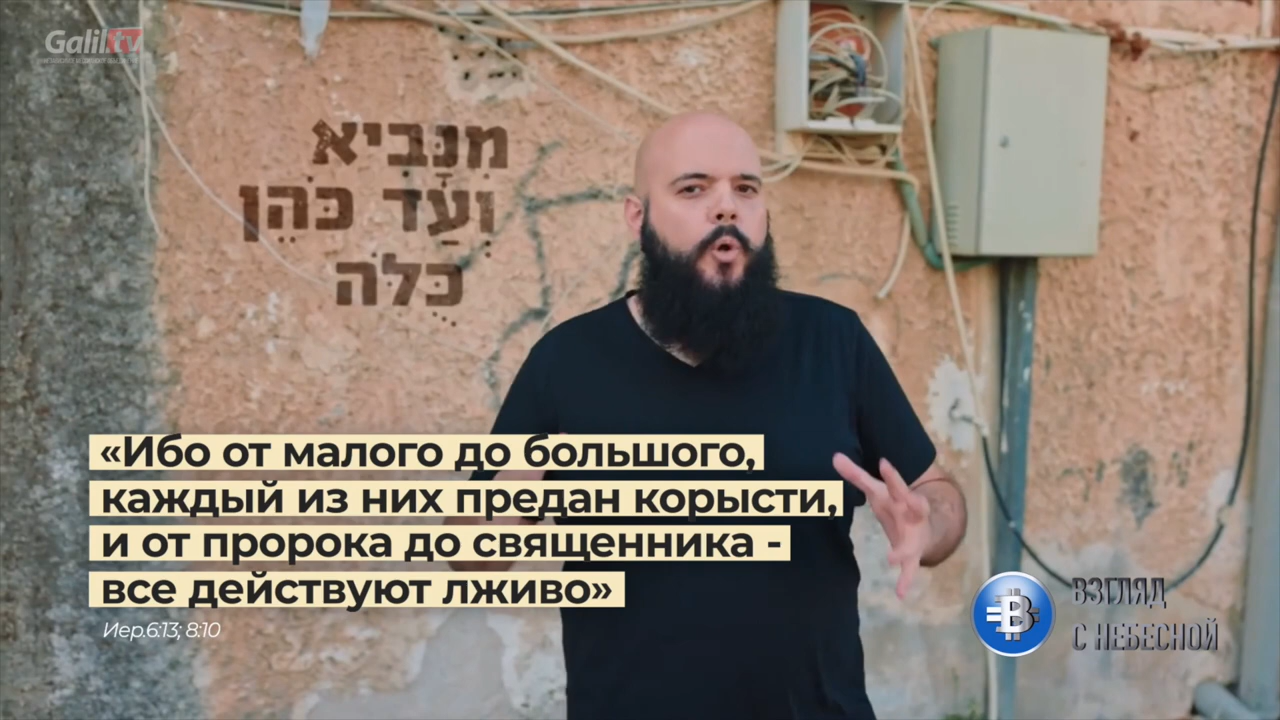 Galil.tv
מִנָּבִיא
וְעַד כֹּהֵן
כֻּלֹּה
«Ибо от малого до большого,
каждый из них предан корысти,
и от пророка до священника -
все действуют лживо»
Иер.6:13; 8:10
ВЗГЛЯД
С НЕБЕСНОЙ